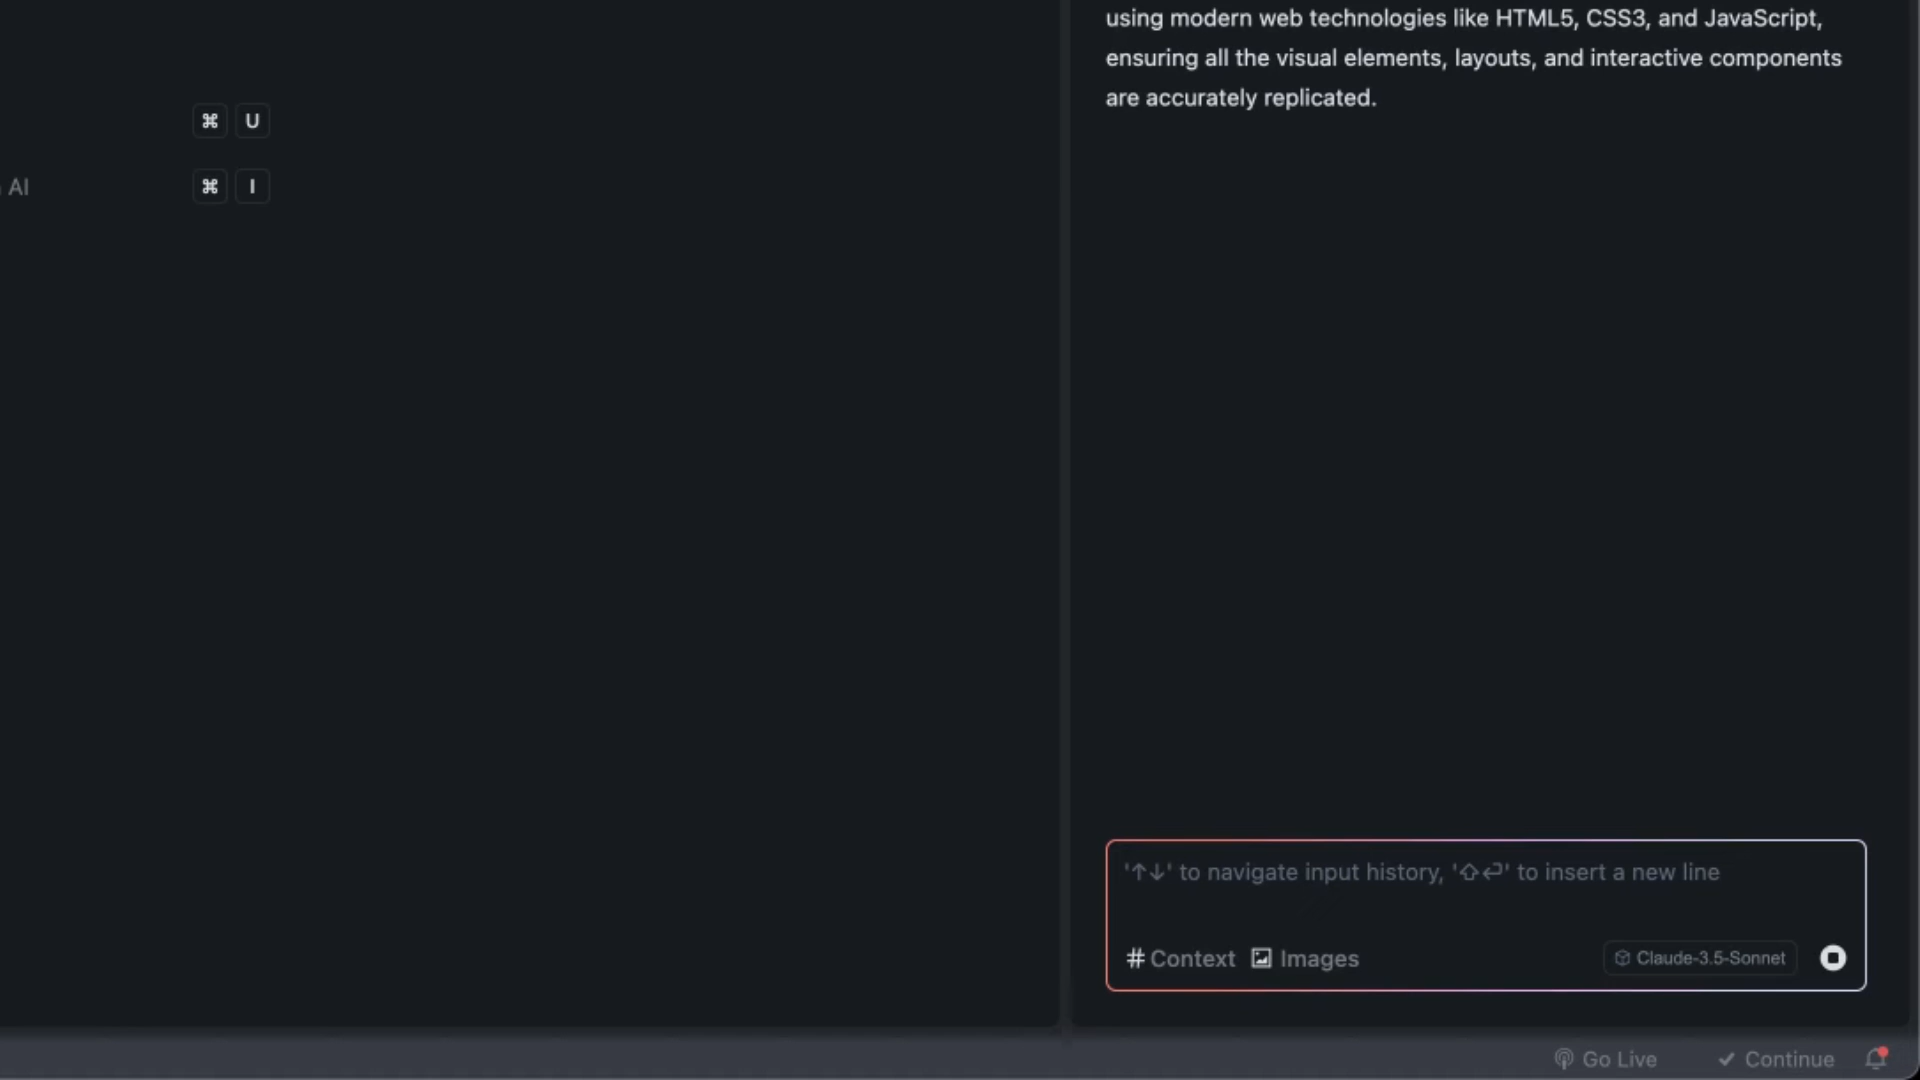 using modern web technologies like HTML5, CSS3, and JavaScript,
ensuring all the visual elements, layouts, and interactive components
are accurately replicated.
⌘ U
AI ⌘ I
'↑↓' to navigate input history, '⇧⏎' to insert a new line
# Context Images Claude-3.5-Sonnet
Go Live ✓ Continue